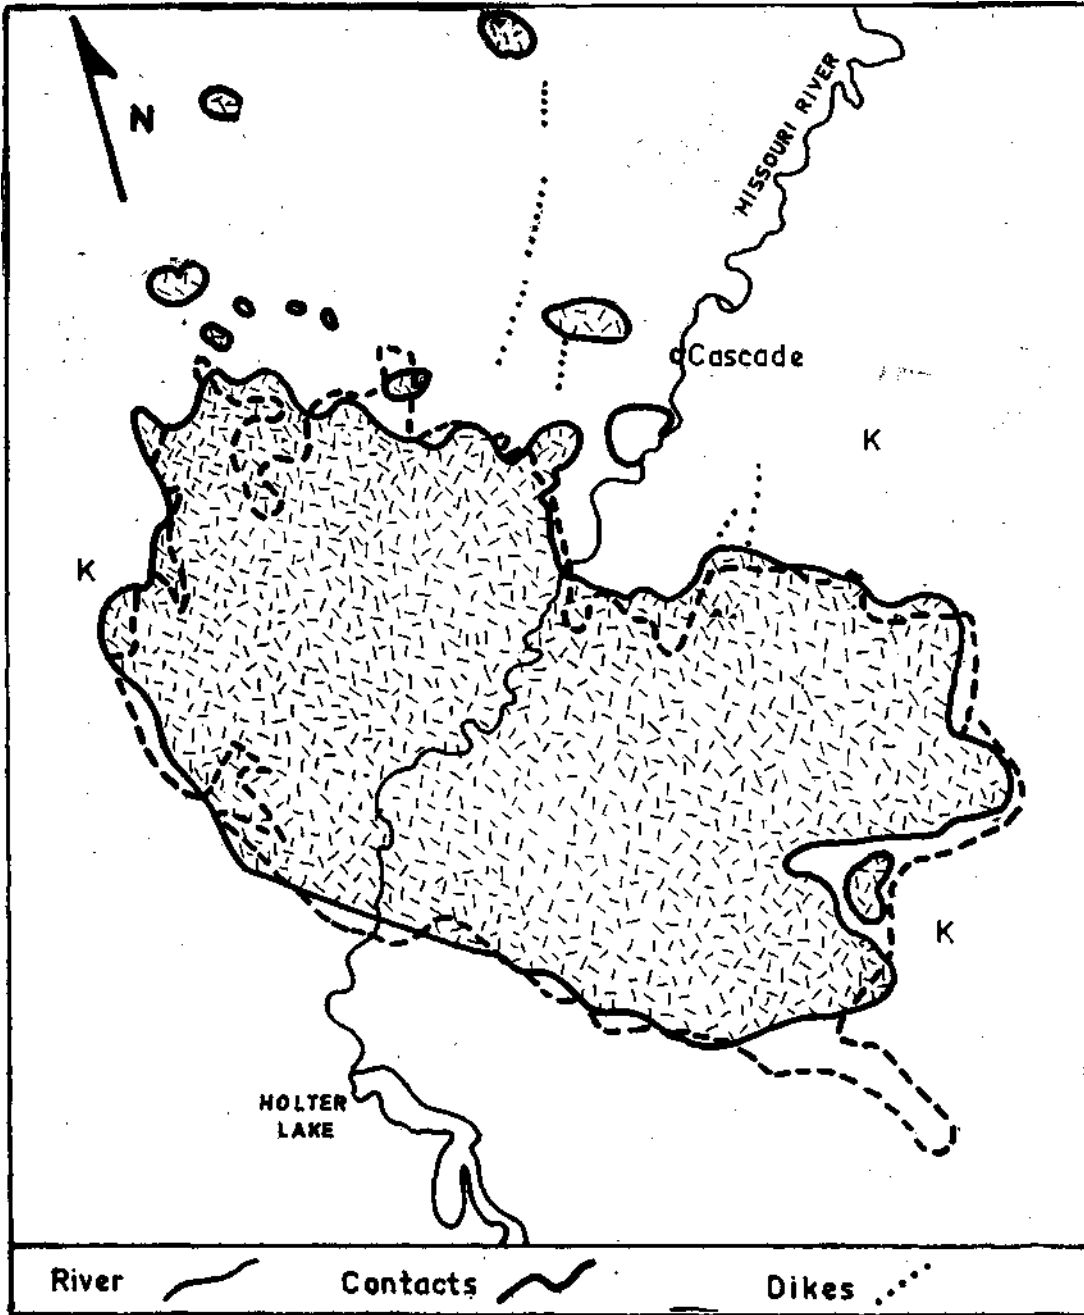 N
MISSOURI RIVER
Cascade
K
K
K
HOLTER
LAKE
River
Contacts
Dikes